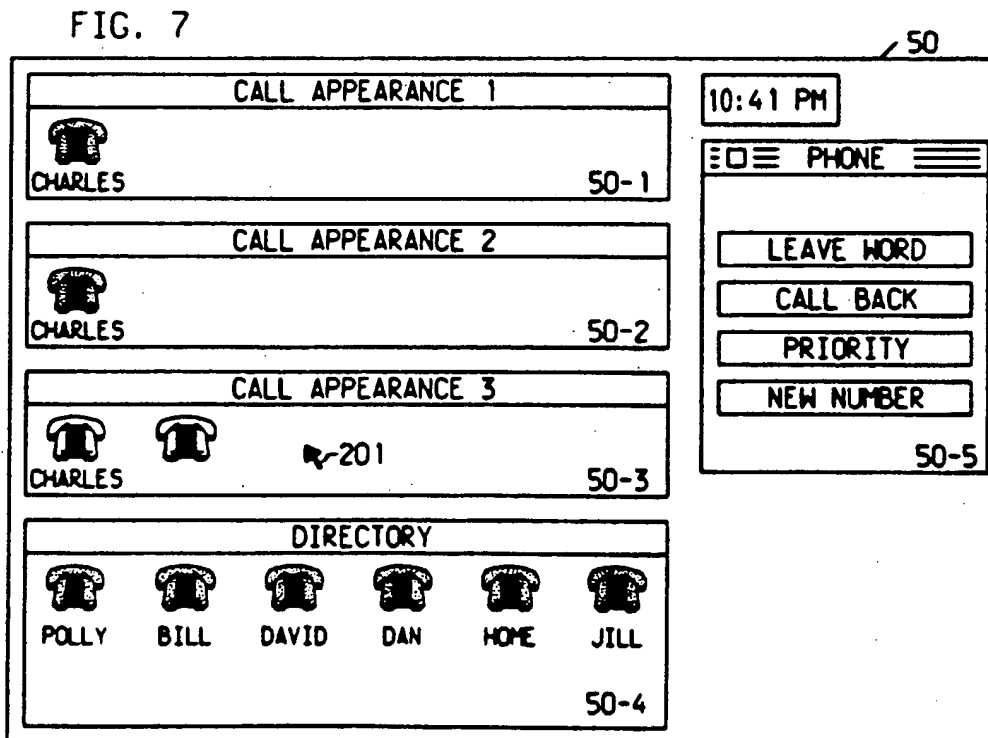 FIG. 7
50
CALL APPEARANCE 1
CHARLES
50-1
CALL APPEARANCE 2
CHARLES
50-2
CALL APPEARANCE 3
CHARLES
201
50-3
DIRECTORY
POLLY BILL DAVID DAN HOME JILL
50-4
10:41 PM
PHONE
LEAVE WORD
CALL BACK
PRIORITY
NEW NUMBER
50-5